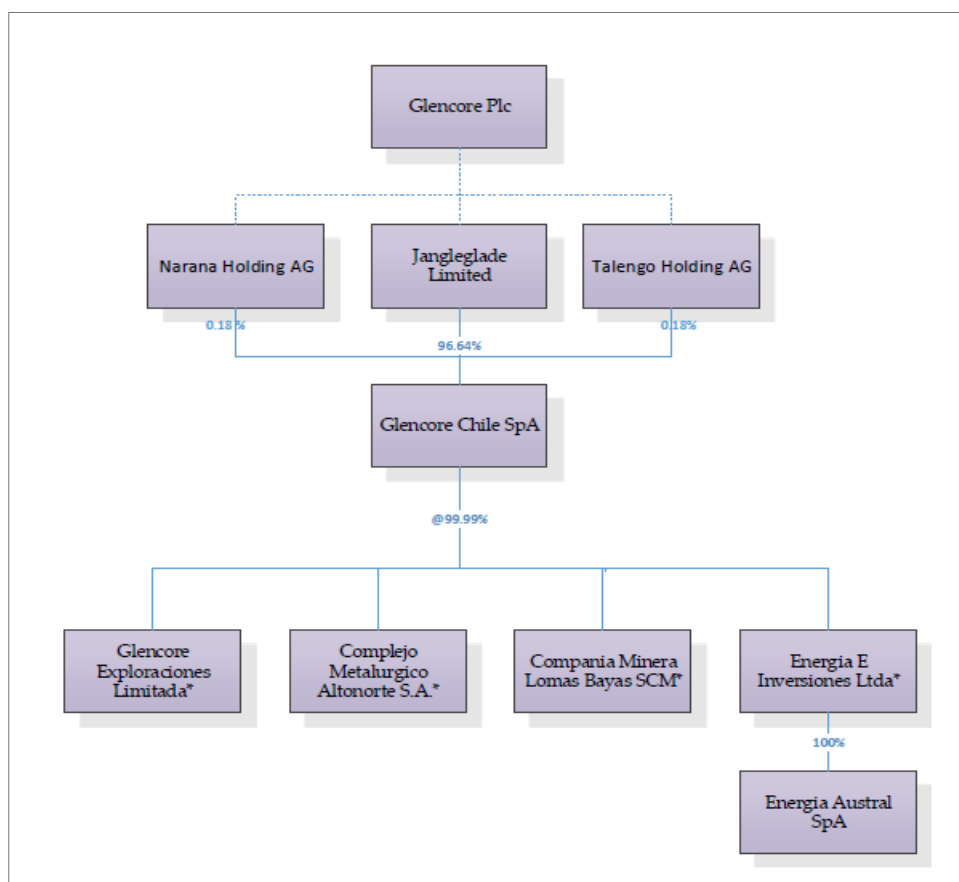 Glencore Plc
Narana Holding AG
Jangleglade
Limited
Talengo Holding AG
0.18%
96.64%
0.18%
Glencore Chile SpA
@99.99%
Glencore
Exploraciones
Limitada*
Complejo
Metalurgico
Altonorte S.A.*
Compania Minera
Lomas Bayas SCM*
Energia E
Inversiones Ltda*
100%
Energia Austral
SpA